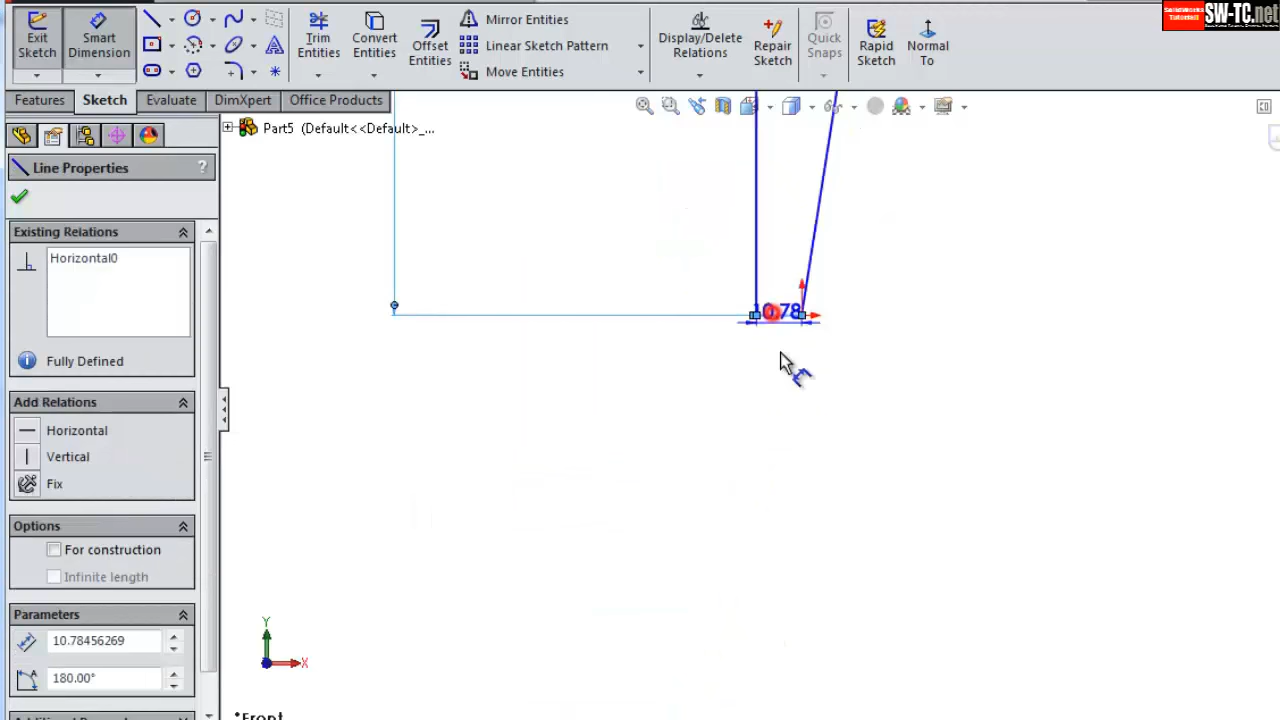 Exit
Sketch
Smart
Dimension
Trim
Entities
Convert
Entities
Offset
Entities
Mirror Entities
Linear Sketch Pattern
Move Entities
Display/Delete
Relations
Repair
Sketch
Quick
Snaps
Rapid
Sketch
Normal
To
SolidWorks
Tutorial!
SW-TC.net
Features
Sketch
Evaluate
DimXpert
Office Products
Part5 (Default<<Default>_...
Line Properties
?
Existing Relations
Horizontal0
Fully Defined
Add Relations
Horizontal
Vertical
Fix
Options
For construction
Infinite length
Parameters
10.78456269
180.00°
10.78
Y
X
*Front